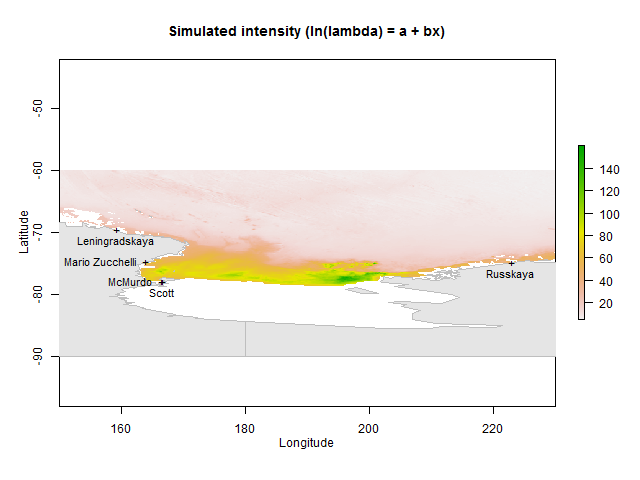 Simulated intensity (ln(lambda) = a + bx)
-50
-60
-70
-80
-90
Latitude
Leningradskaya
Mario Zucchelli
McMurdo
Scott
Russkaya
140
120
100
80
60
40
20
160
180
200
220
Longitude